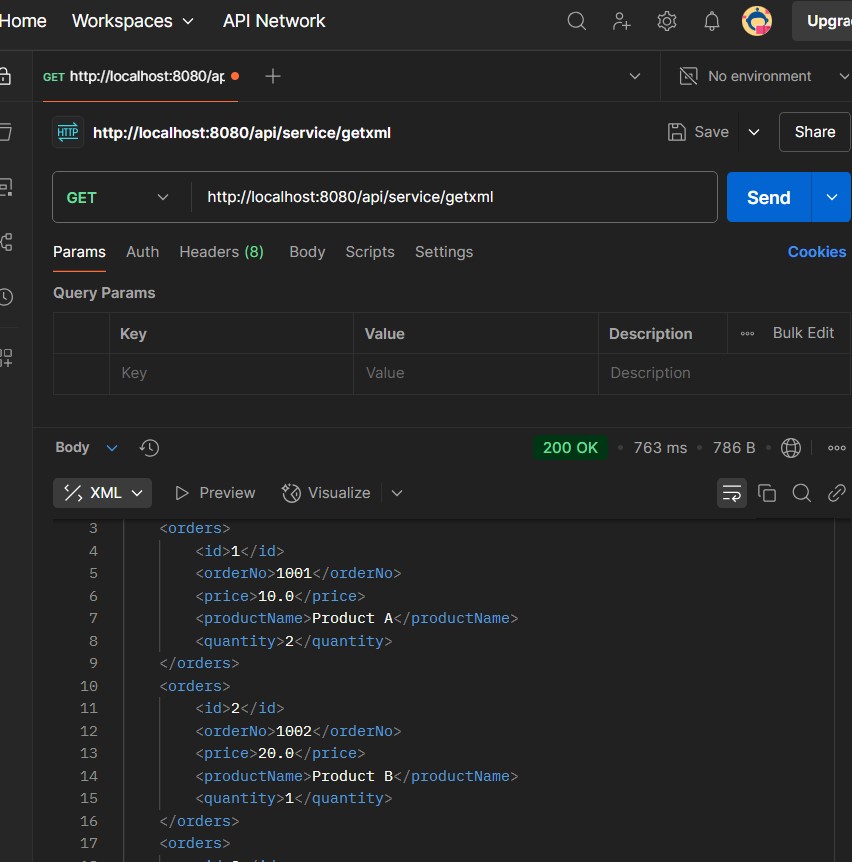 Home Workspaces API Network Upgra
GET http://localhost:8080/ap No environment
HTTP http://localhost:8080/api/service/getxml Save Share
GET http://localhost:8080/api/service/getxml Send
Params Auth Headers (8) Body Scripts Settings Cookies
Query Params
Key Value Description Bulk Edit
Key Value Description
Body 200 OK • 763 ms • 786 B •
XML Preview Visualize
3 <orders>
4 <id>1</id>
5 <orderNo>1001</orderNo>
6 <price>10.0</price>
7 <productName>Product A</productName>
8 <quantity>2</quantity>
9 </orders>
10 <orders>
11 <id>2</id>
12 <orderNo>1002</orderNo>
13 <price>20.0</price>
14 <productName>Product B</productName>
15 <quantity>1</quantity>
16 </orders>
17 <orders>